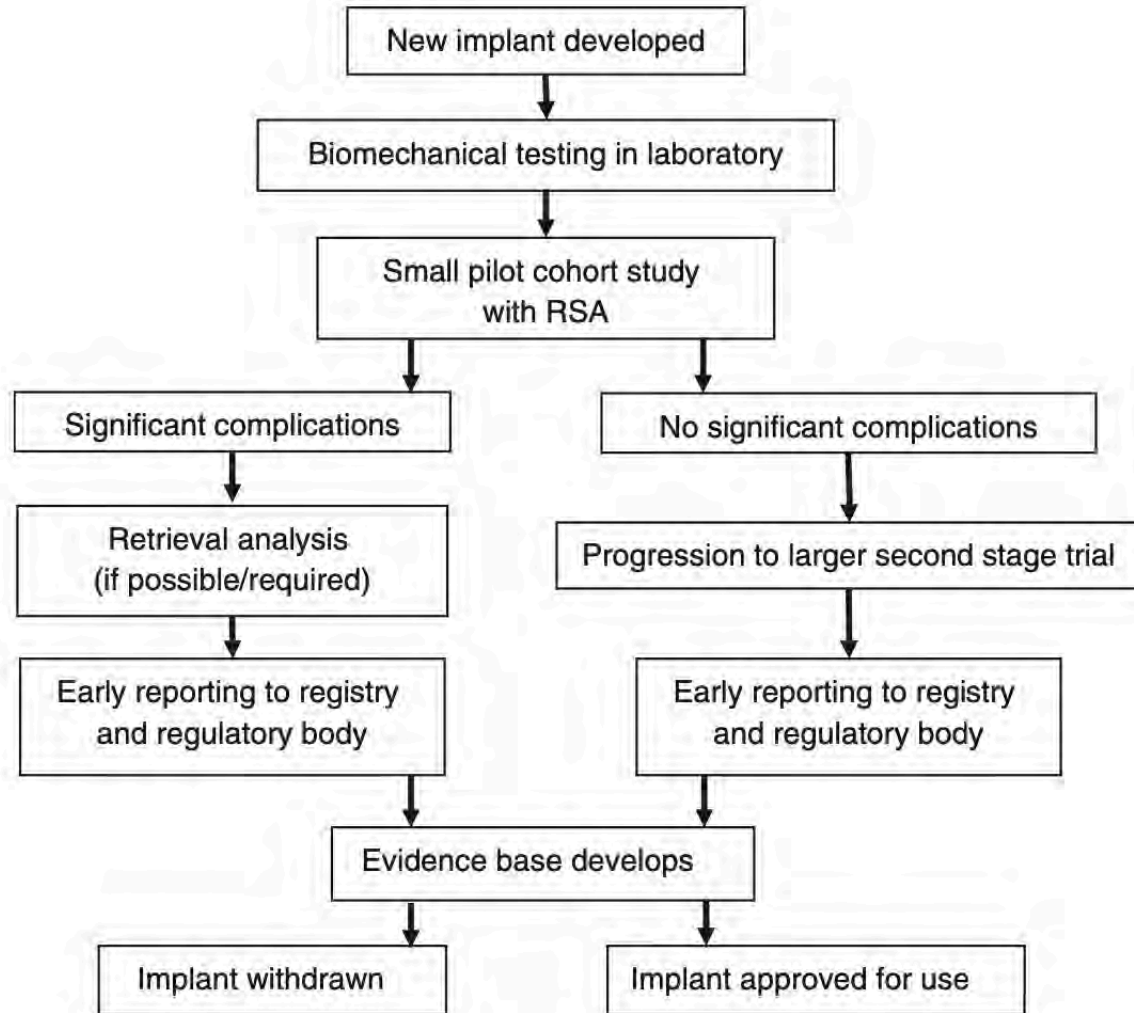 New implant developed
Biomechanical testing in laboratory
Small pilot cohort study
with RSA
Significant complications
No significant complications
Retrieval analysis
(if possible/required)
Progression to larger second stage trial
Early reporting to registry
and regulatory body
Early reporting to registry
and regulatory body
Evidence base develops
Implant withdrawn
Implant approved for use